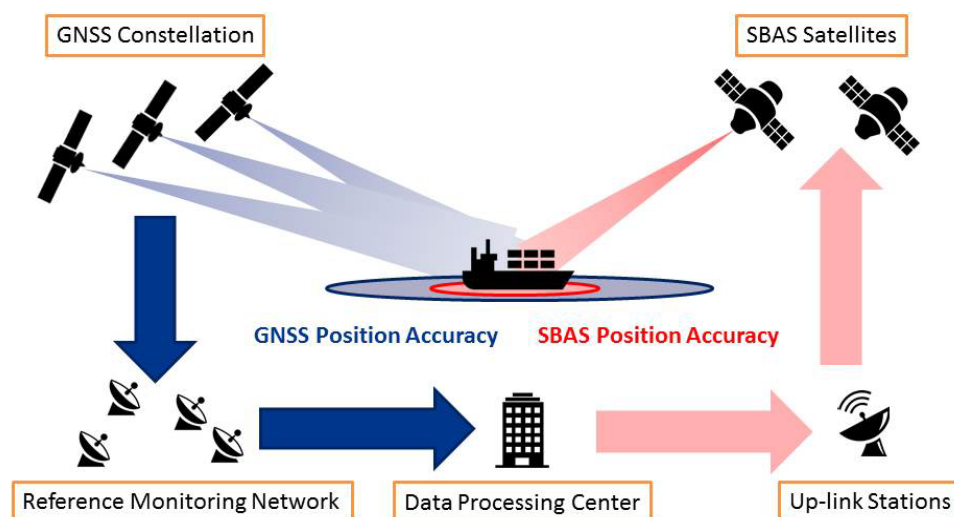 GNSS Constellation
SBAS Satellites
GNSS Position Accuracy
SBAS Position Accuracy
Reference Monitoring Network
Data Processing Center
Up-link Stations